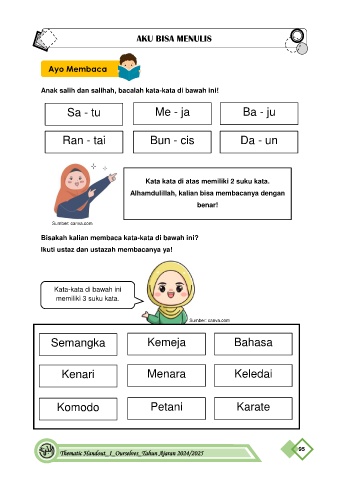 AKU BISA MENULIS
Ayo Membaca
Anak salih dan salihah, bacalah kata-kata di bawah ini!
Sa - tu
Me - ja
Ba - ju
Ran - tai
Bun - cis
Da - un
Kata kata di atas memiliki 2 suku kata.
Alhamdulillah, kalian bisa membacanya dengan
benar!
Sumber: canva.com
Bisakah kalian membaca kata-kata di bawah ini?
Ikuti ustaz dan ustazah membacanya ya!
Kata-kata di bawah ini
memiliki 3 suku kata.
Sumber: canva.com
Semangka
Kemeja
Bahasa
Kenari
Menara
Keledai
Komodo
Petani
Karate
Thematic Handout_1_Ourselves_Tahun Ajaran 2024/2025
95